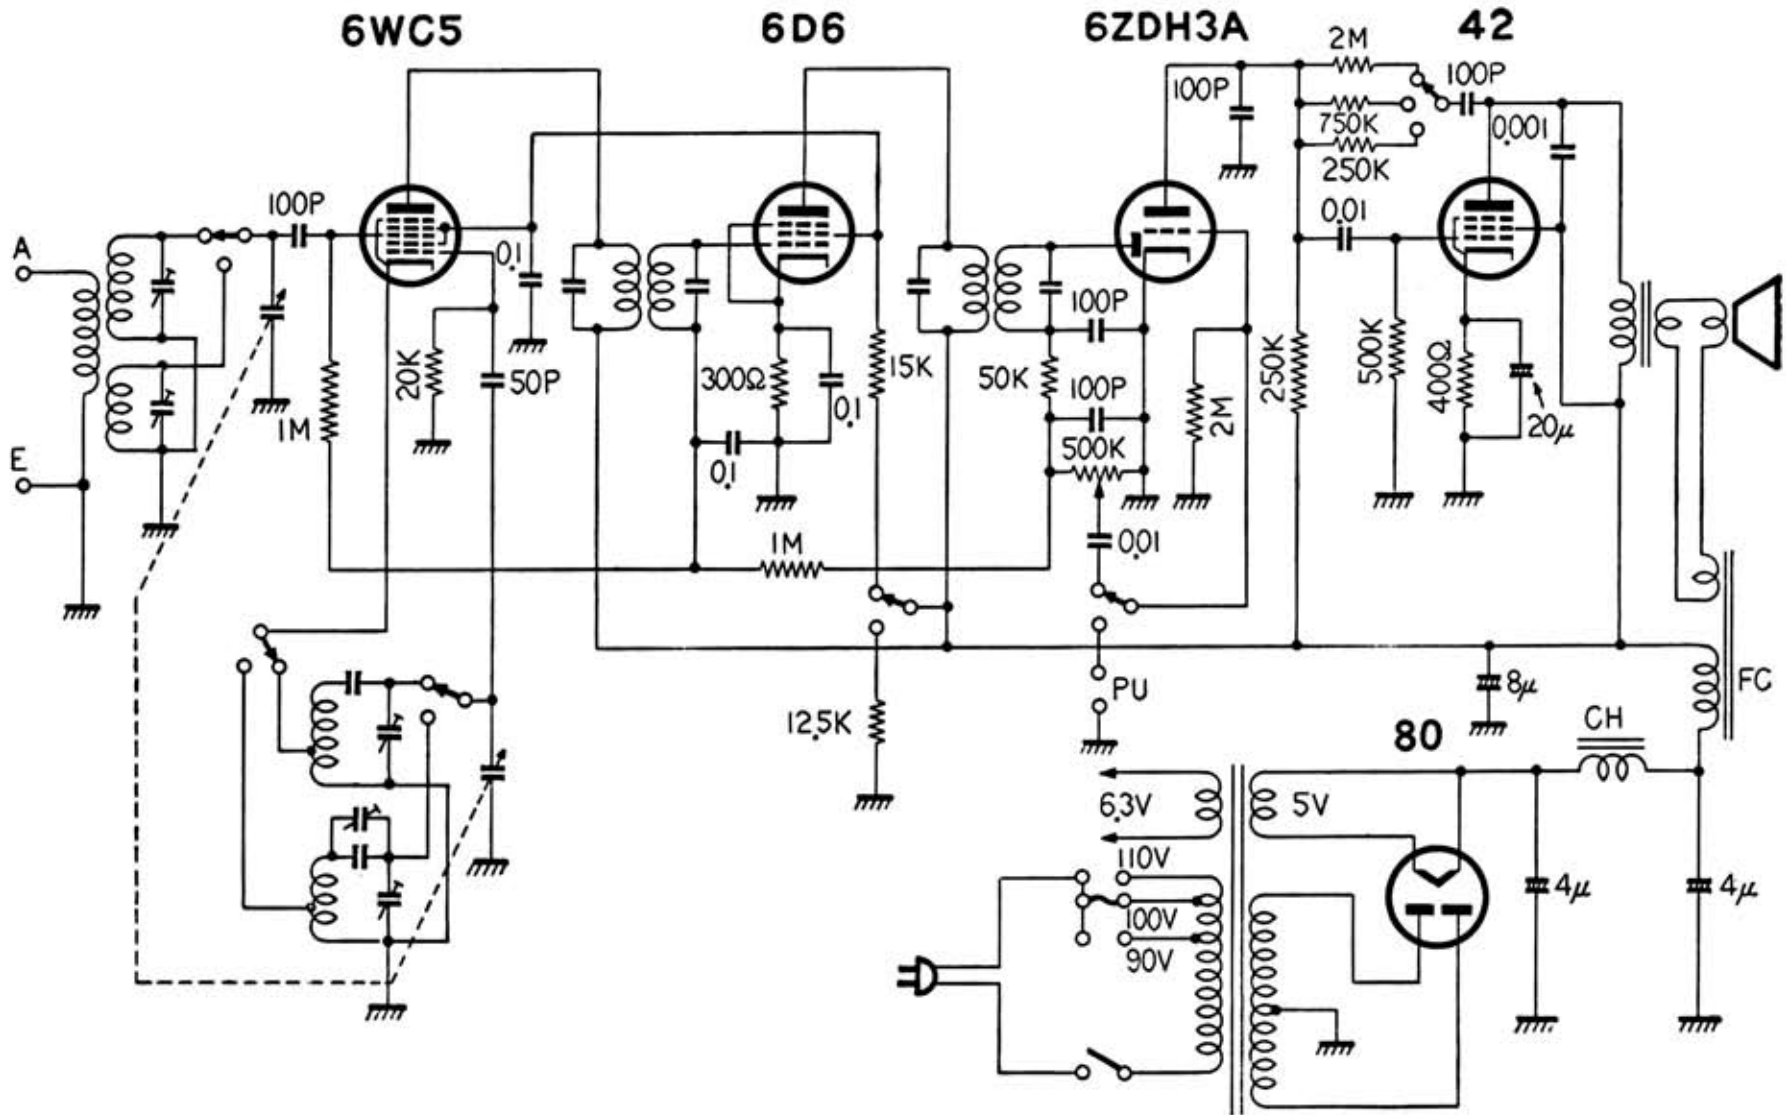 6WC5
6D6
6ZDH3A
42
2M
100P
100P
750K
0.001
250K
100P
0.01
A
0.1
100P
20K
50P
300Ω
15K
50K
250K
500K
400Ω
1M
0.1
100P
2M
20μ
E
0.1
500K
1M
0.01
PU
8μ
FC
12.5K
CH
80
6.3V
5V
110V
100V
90V
4μ
4μ